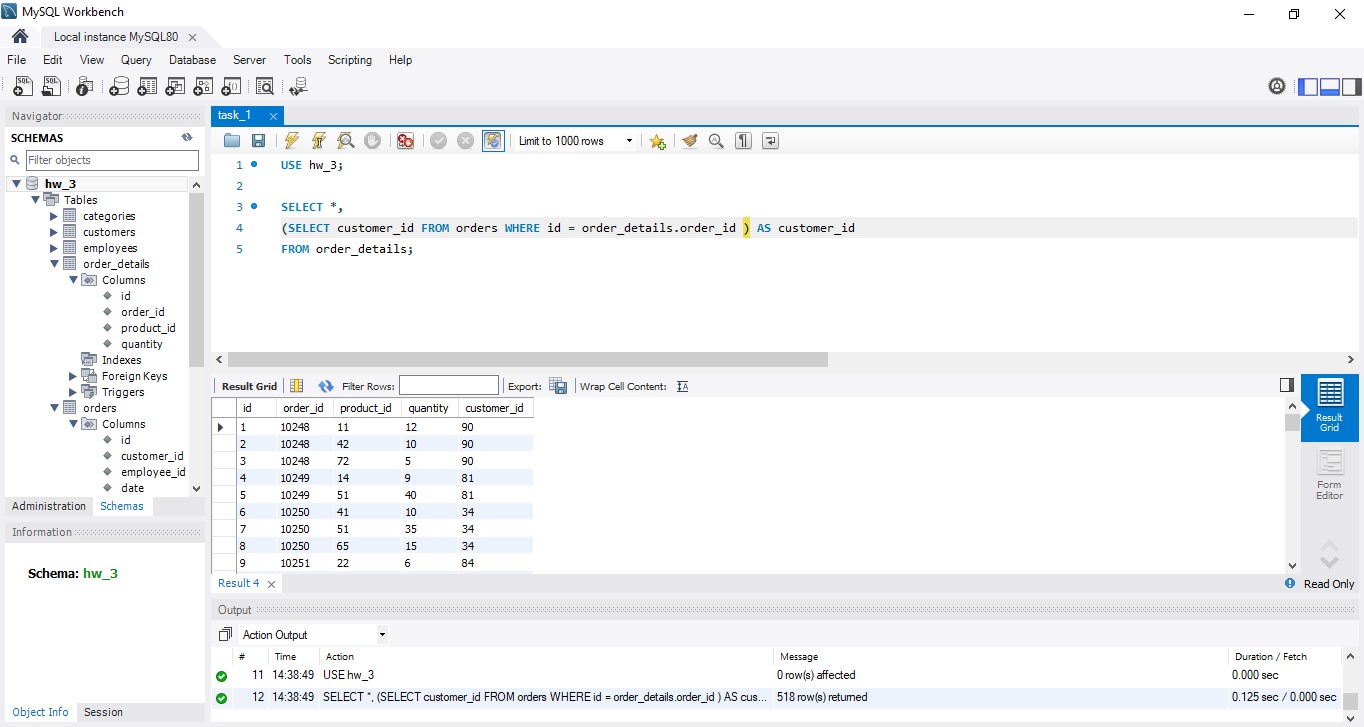 MySQL Workbench
Local instance MySQL80
File Edit View Query Database Server Tools Scripting Help
Navigator
SCHEMAS
Filter objects
hw_3
Tables
categories
customers
employees
order_details
Columns
id
order_id
product_id
quantity
Indexes
Foreign Keys
Triggers
orders
Columns
id
customer_id
employee_id
date
Administration Schemas
Information
Schema: hw_3
Object Info Session
task_1
Limit to 1000 rows
1 USE hw_3;
2
3 SELECT *,
4 (SELECT customer_id FROM orders WHERE id = order_details.order_id ) AS customer_id
5 FROM order_details;
Result Grid Filter Rows: Export: Wrap Cell Content:
id order_id product_id quantity customer_id
1 10248 11 12 90
2 10248 42 10 90
3 10248 72 5 90
4 10249 14 9 81
5 10249 51 40 81
6 10250 41 10 34
7 10250 51 35 34
8 10250 65 15 34
9 10251 22 6 84
Result
Grid
Form
Editor
Result 4
Read Only
Output
Action Output
# Time Action Message Duration / Fetch
11 14:38:49 USE hw_3 0 row(s) affected 0.000 sec
12 14:38:49 SELECT *, (SELECT customer_id FROM orders WHERE id = order_details.order_id ) AS cus... 518 row(s) returned 0.125 sec / 0.000 sec